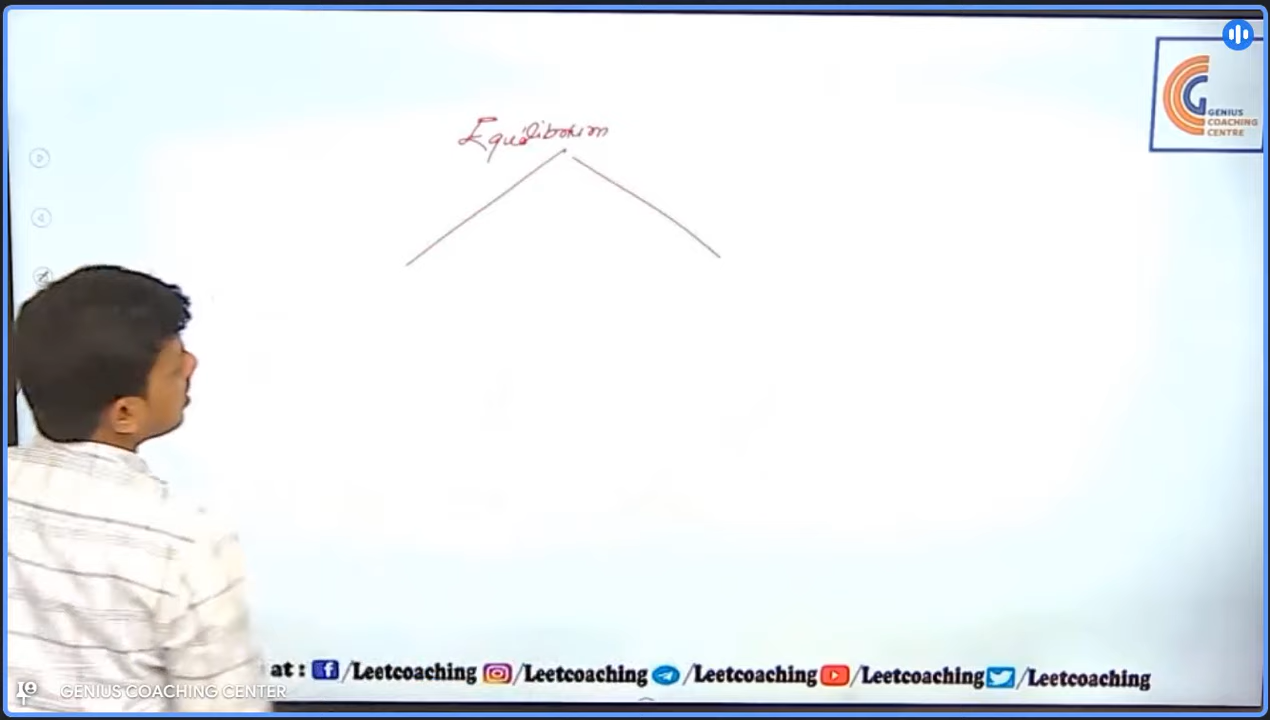 GENIUS
COACHING
CENTRE
Equilibrium
at : /Leetcoaching /Leetcoaching /Leetcoaching /Leetcoaching /Leetcoaching
GENIUS COACHING CENTER